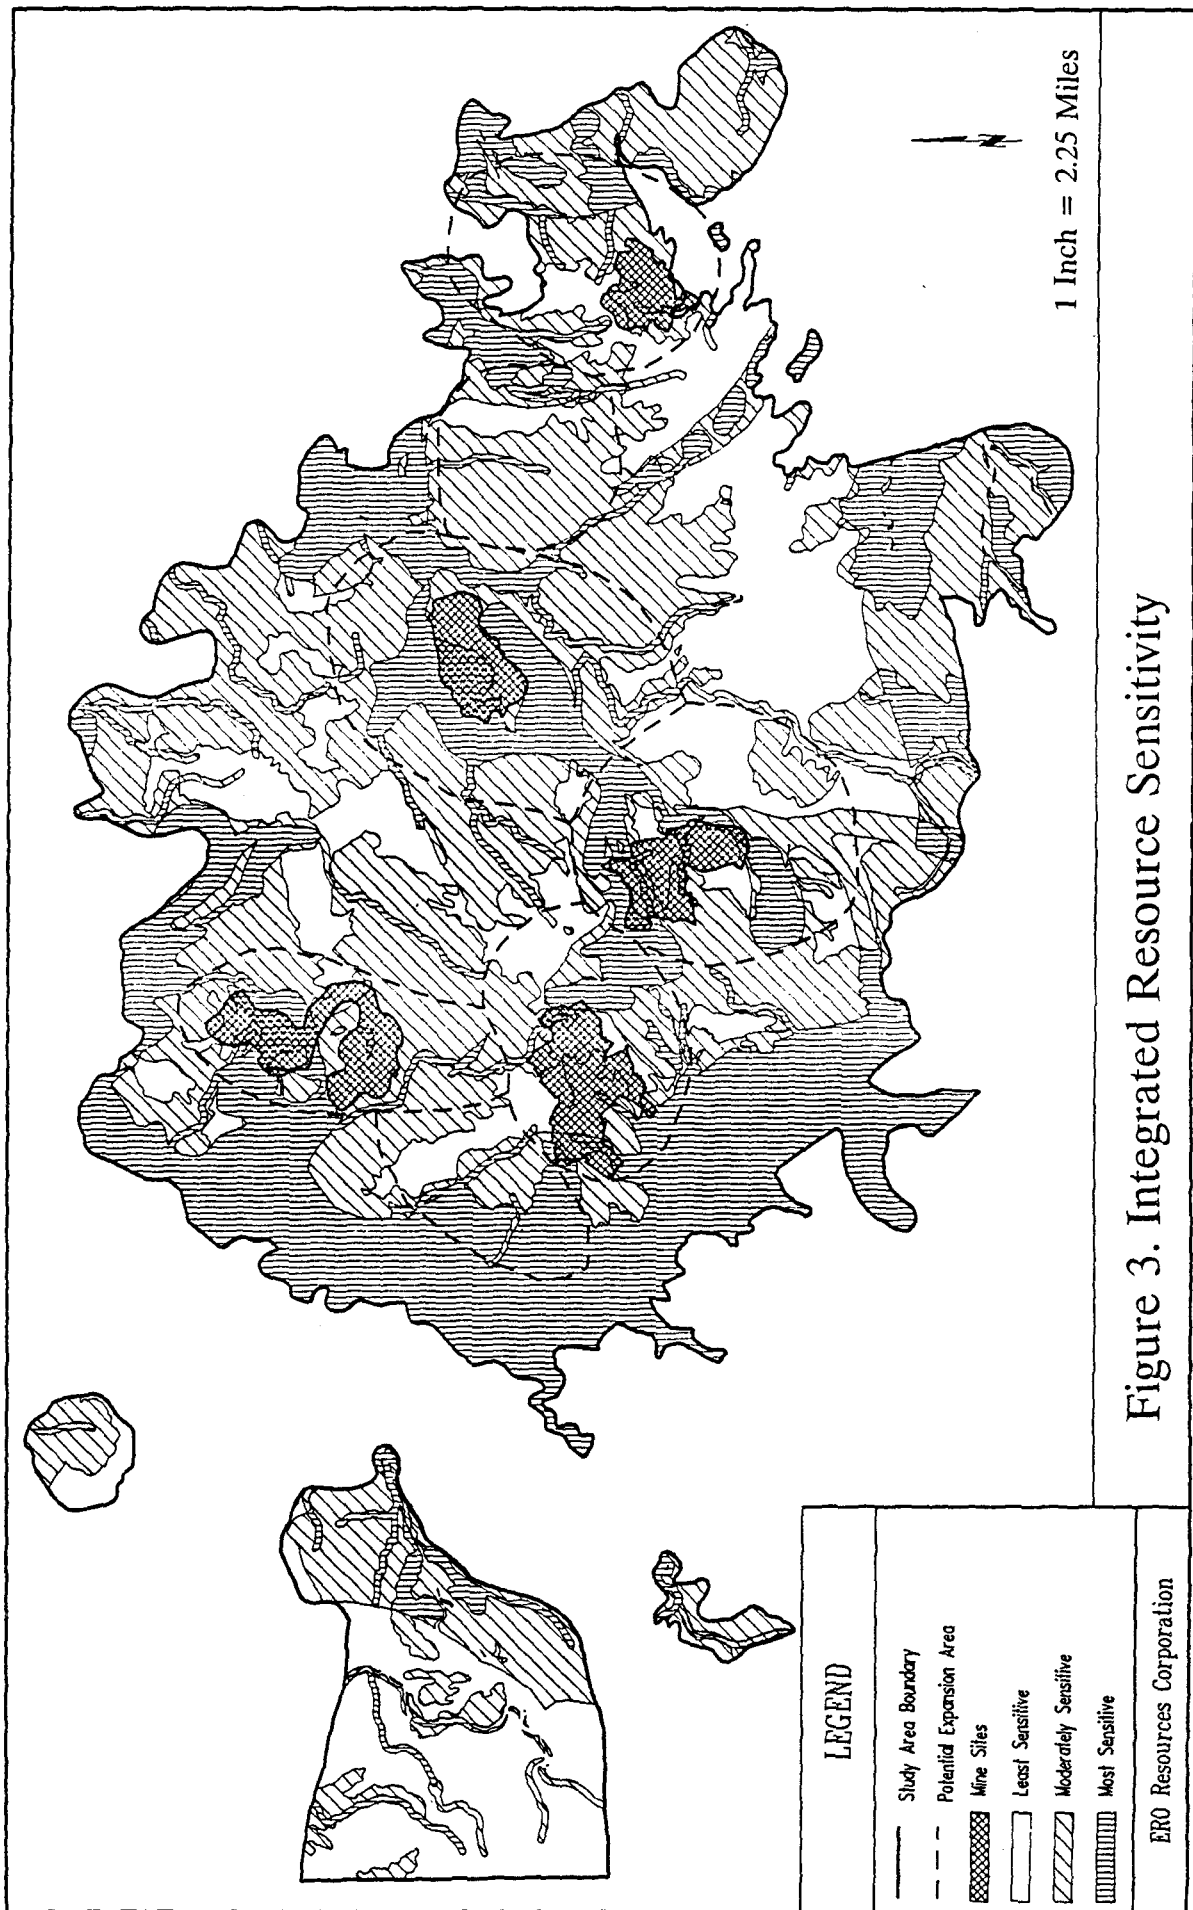 LEGEND
Study Area Boundary
Potential Expansion Area
Mine Sites
Least Sensitive
Moderately Sensitive
Most Sensitive
ERO Resources Corporation
N
1 Inch = 2.25 Miles
Figure 3. Integrated Resource Sensitivity